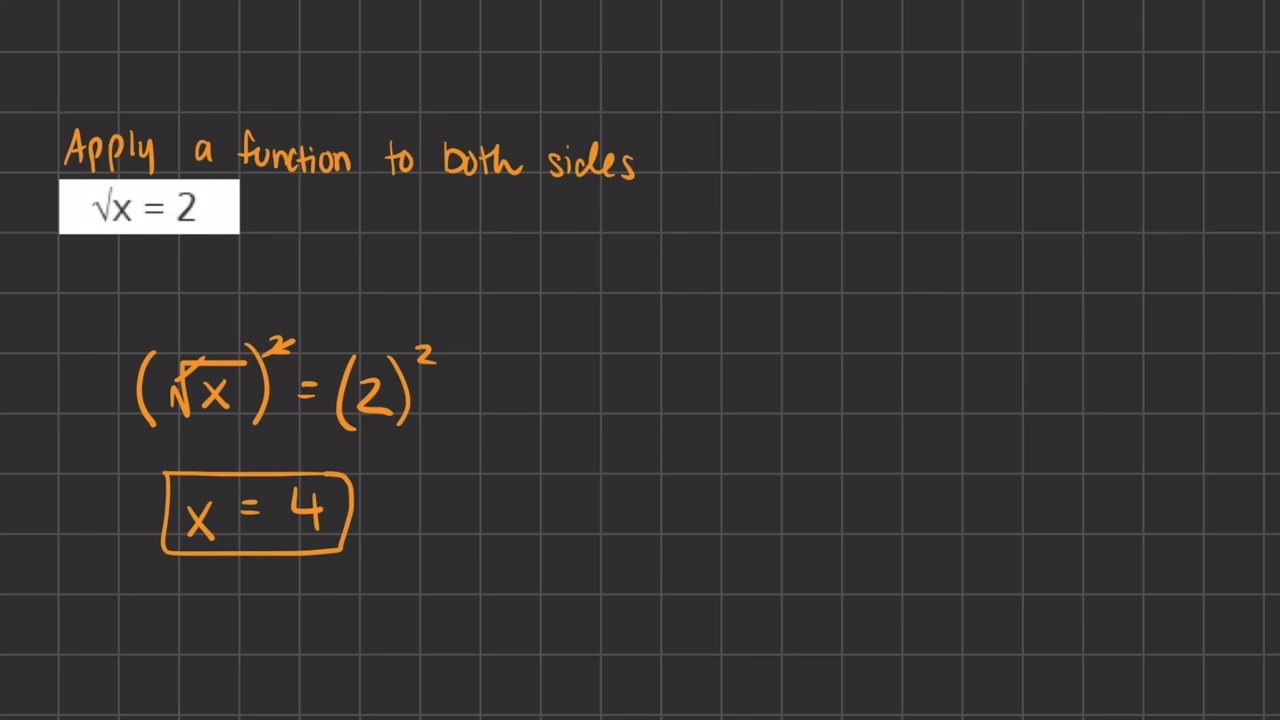 Apply a function to both sides
√x = 2
(√x)² = (2)²
x = 4